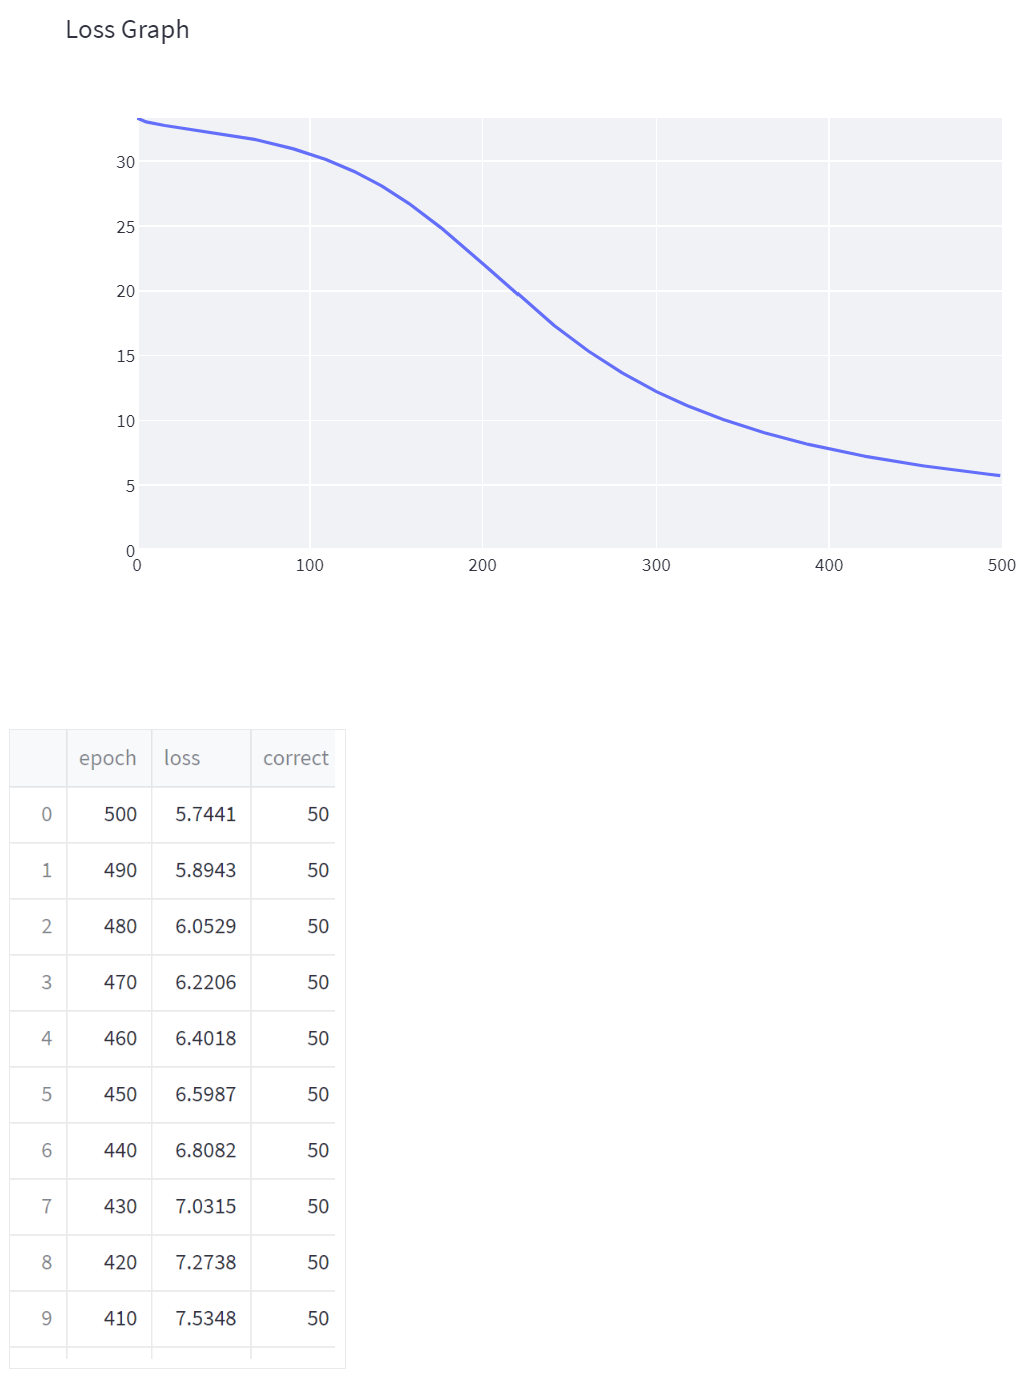 Loss Graph
30
25
20
15
10
5
0
0 100 200 300 400 500
epoch loss correct
0 500 5.7441 50
1 490 5.8943 50
2 480 6.0529 50
3 470 6.2206 50
4 460 6.4018 50
5 450 6.5987 50
6 440 6.8082 50
7 430 7.0315 50
8 420 7.2738 50
9 410 7.5348 50